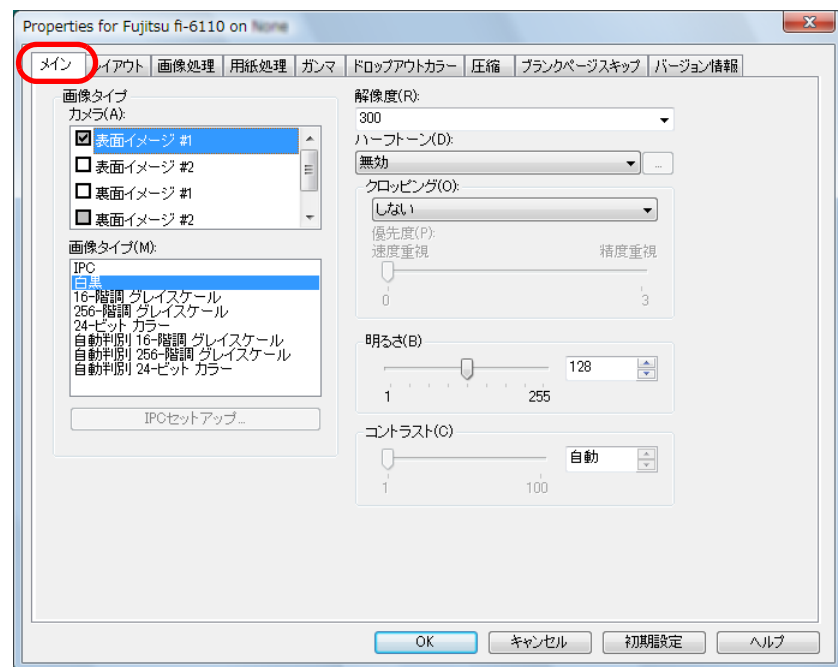 Properties for Fujitsu fi-6110 on None
メイン レイアウト 画像処理 用紙処理 ガンマ ドロップアウトカラー 圧縮 ブランクページスキップ バージョン情報
画像タイプ
カメラ(A):
表面イメージ #1
表面イメージ #2
裏面イメージ #1
裏面イメージ #2
画像タイプ(M):
IPC
白黒
16-階調 グレイスケール
256-階調 グレイスケール
24-ビット カラー
自動判別 16-階調 グレイスケール
自動判別 256-階調 グレイスケール
自動判別 24-ビット カラー
IPCセットアップ...
解像度(R):
300
ハーフトーン(D):
無効
...
クロッピング(O):
しない
優先度(P):
速度重視 精度重視
0 3
明るさ(B)
128
1 255
コントラスト(C)
自動
1 100
OK キャンセル 初期設定 ヘルプ